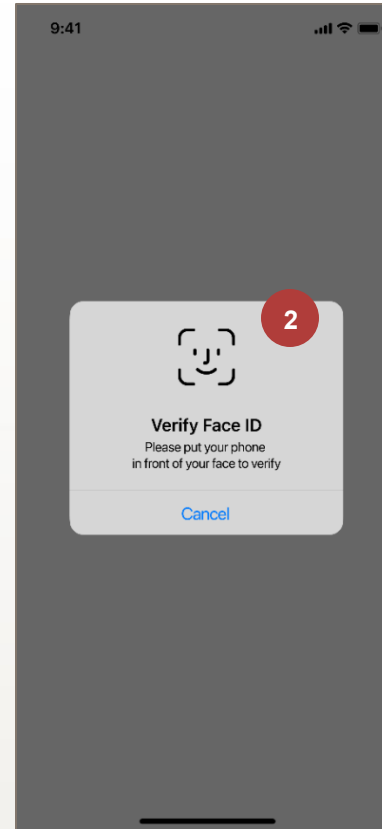 9:41
2
Verify Face ID
Please put your phone
in front of your face to verify
Cancel